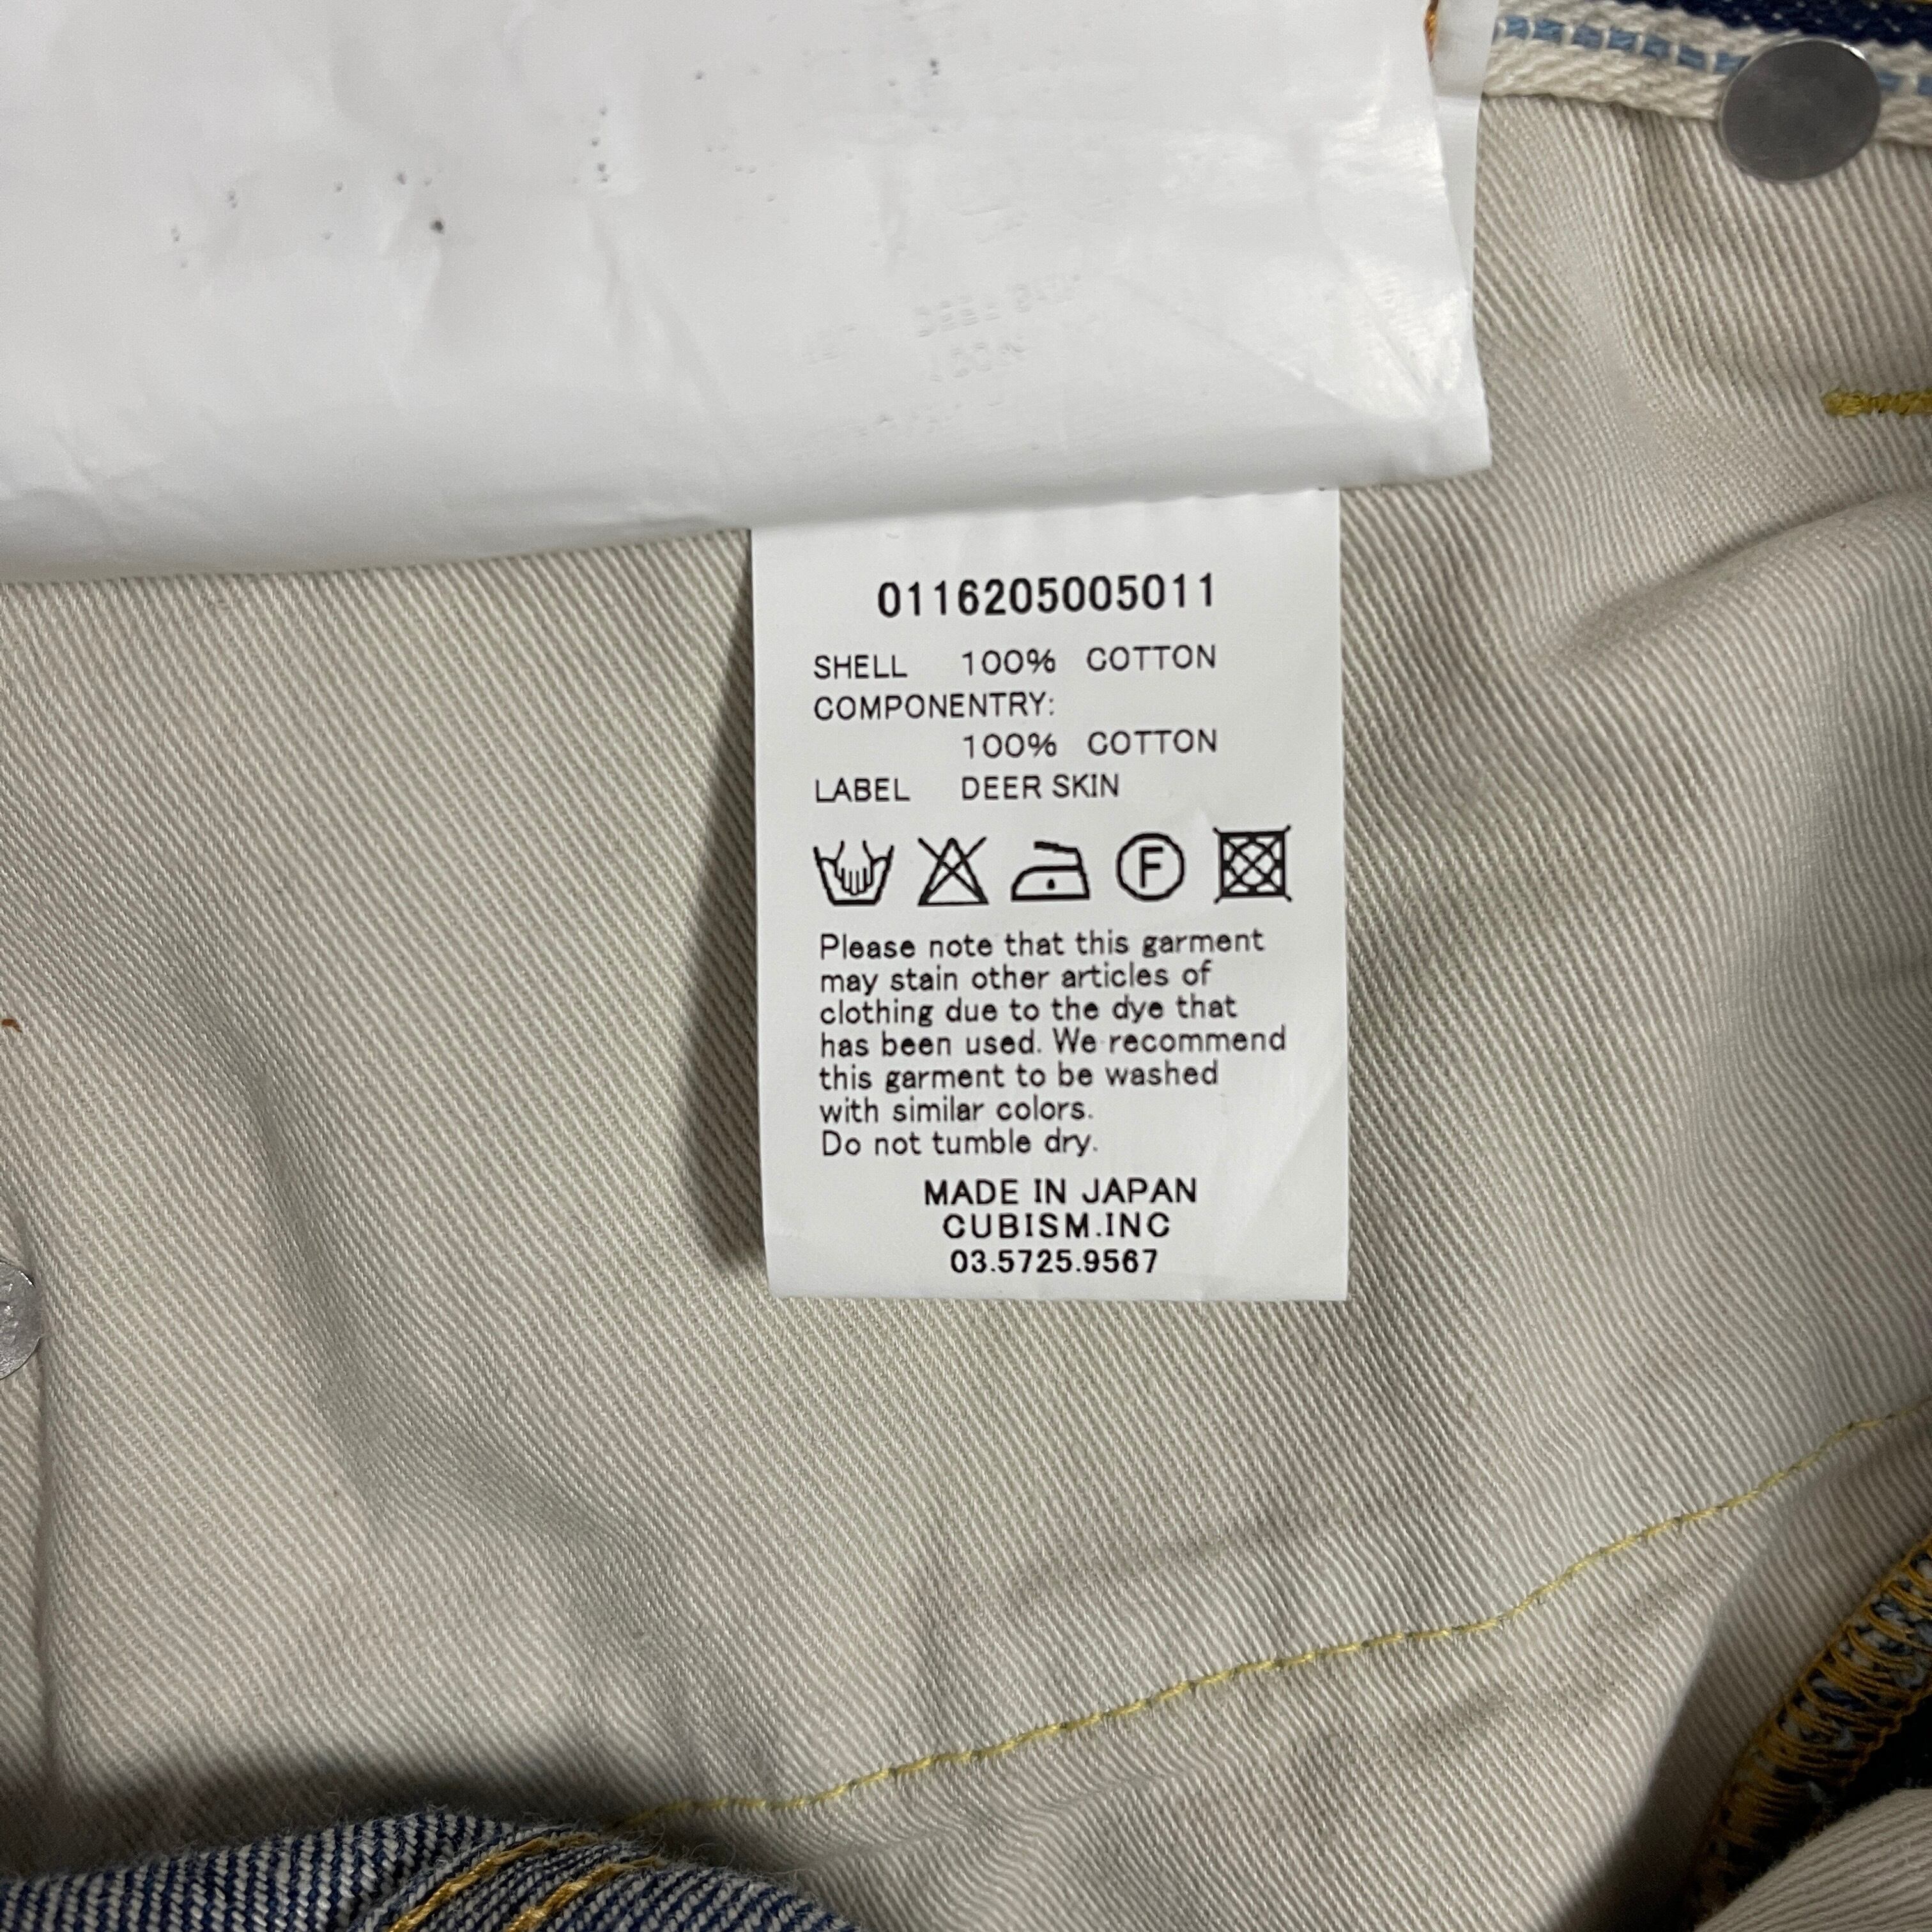 0116205005011
SHELL 100% COTTON
COMPONENTRY:
100% COTTON
LABEL DEER SKIN
F
Please note that this garment
may stain other articles of
clothing due to the dye that
has been used. We recommend
this garment to be washed
with similar colors.
Do not tumble dry.
MADE IN JAPAN
CUBISM.INC
03.5725.9567